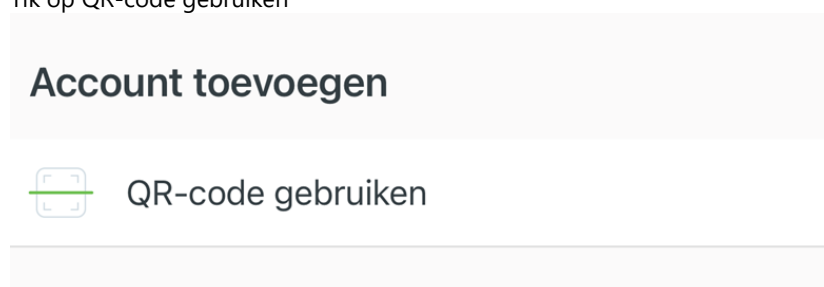 Tik op QR-code gebruiken
Account toevoegen
QR-code gebruiken